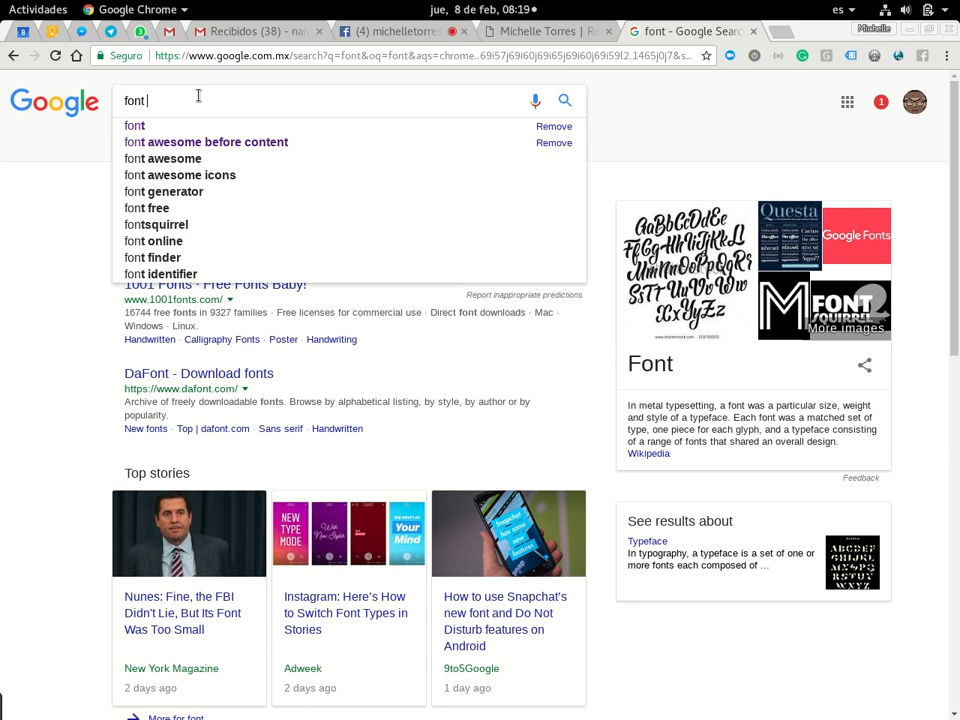 Actividades Google Chrome jue, 8 de feb, 08:19 es
8 Recibidos (38) - nan (4) michelletorres Michelle Torres | Re font - Google Searc Michelle
Seguro https://www.google.com.mx/search?q=font&oq=font&aqs=chrome..69i57j69i60j69i65j69i60j69i59l2.1465j0j7&s...
Google
font
1
font Remove
font awesome before content Remove
font awesome
font awesome icons
font generator
font free
fontsquirrel
font online
font finder
font identifier
1001 Fonts · Free Fonts Baby!
Report inappropriate predictions
www.1001fonts.com/
16744 free fonts in 9327 families · Free licenses for commercial use · Direct font downloads · Mac ·
Windows · Linux.
Handwritten · Calligraphy Fonts · Poster · Handwriting
DaFont - Download fonts
https://www.dafont.com/
Archive of freely downloadable fonts. Browse by alphabetical listing, by style, by author or by
popularity.
New fonts · Top | dafont.com · Sans serif · Handwritten
Top stories
NEW
TYPE
MODE
Your
Mind
Nunes: Fine, the FBI
Didn't Lie, But Its Font
Was Too Small
New York Magazine
2 days ago
Instagram: Here's How
to Switch Font Types in
Stories
Adweek
2 days ago
How to use Snapchat's
new font and Do Not
Disturb features on
Android
9to5Google
1 day ago
More for font
Questa
Google Fonts
FONT
SQUIRREL
More images
Font
In metal typesetting, a font was a particular size, weight
and style of a typeface. Each font was a matched set of
type, one piece for each glyph, and a typeface consisting
of a range of fonts that shared an overall design.
Wikipedia
Feedback
See results about
Typeface
In typography, a typeface is a set of one or
more fonts each composed of ...